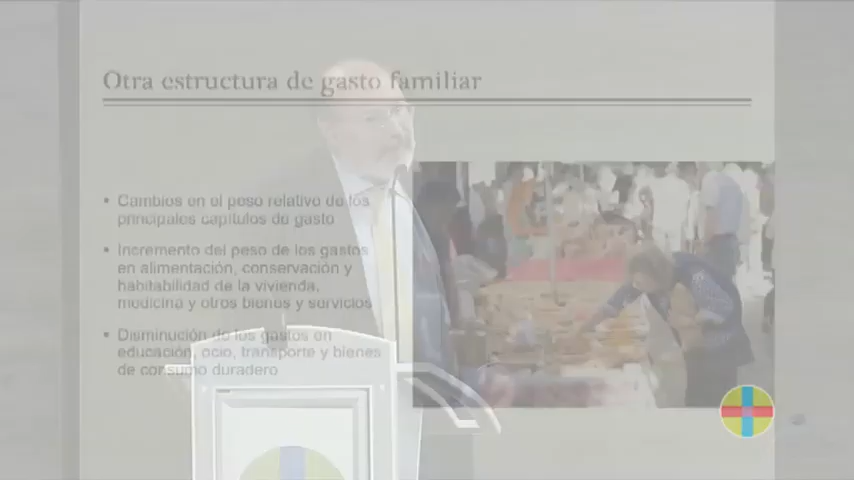 Otra estructura de gasto familiar
• Cambios en el peso relativo de los
principales capítulos de gasto
• Incremento del peso de los gastos
en alimentación, conservación y
habitabilidad de la vivienda,
medicina y otros bienes y servicios
• Disminución de los gastos en
educación, ocio, transporte y bienes
de consumo duradero